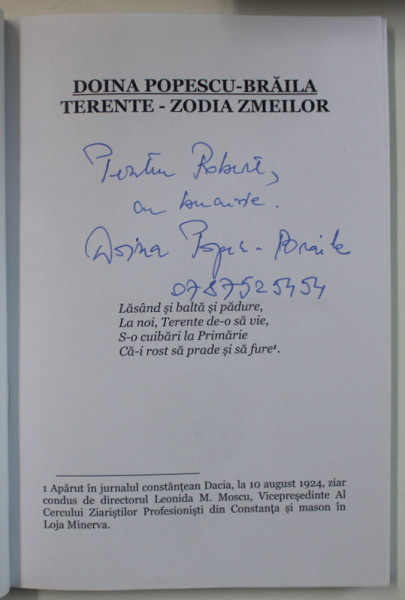 DOINA POPESCU-BRĂILA
TERENTE - ZODIA ZMEILOR
Pentru Robert,
cu bucurie.
Doina Popescu-Brăila
0787525454
Lăsând și baltă și pădure,
La noi, Terente de-o să vie,
S-o cuibări la Primărie
Că-i rost să prade și să fure¹.
1 Apărut în jurnalul constănțean Dacia, la 10 august 1924, ziar
condus de directorul Leonida M. Moscu, Vicepreședinte Al
Cercului Ziariștilor Profesioniști din Constanța și mason în
Loja Minerva.